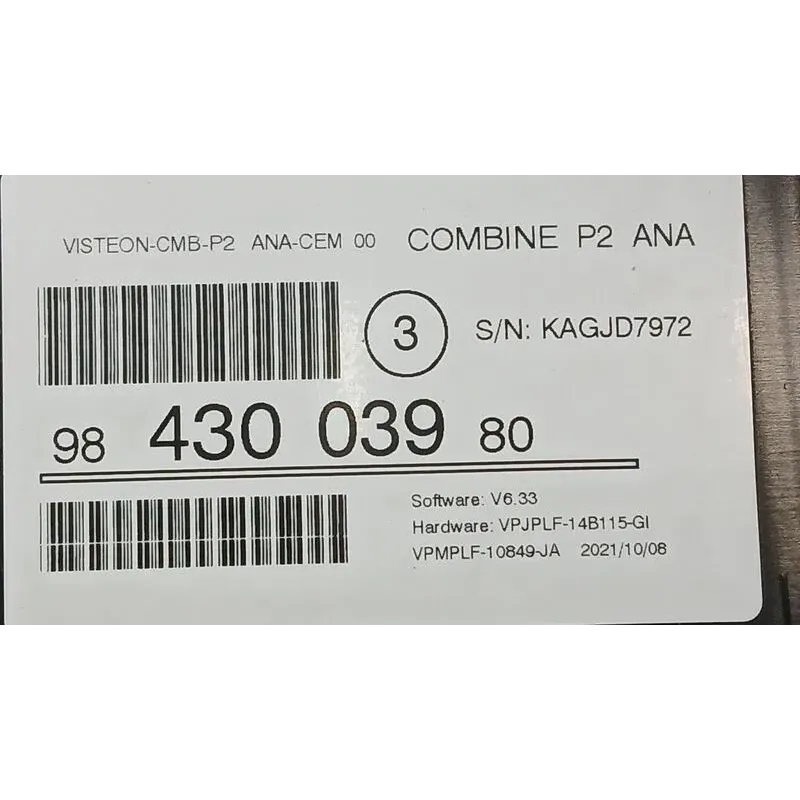 VISTEON-CMB-P2 ANA-CEM 00 COMBINE P2 ANA
3 S/N: KAGJD7972
98 430 039 80
Software: V6.33
Hardware: VPJPLF-14B115-GI
VPMPLF-10849-JA 2021/10/08